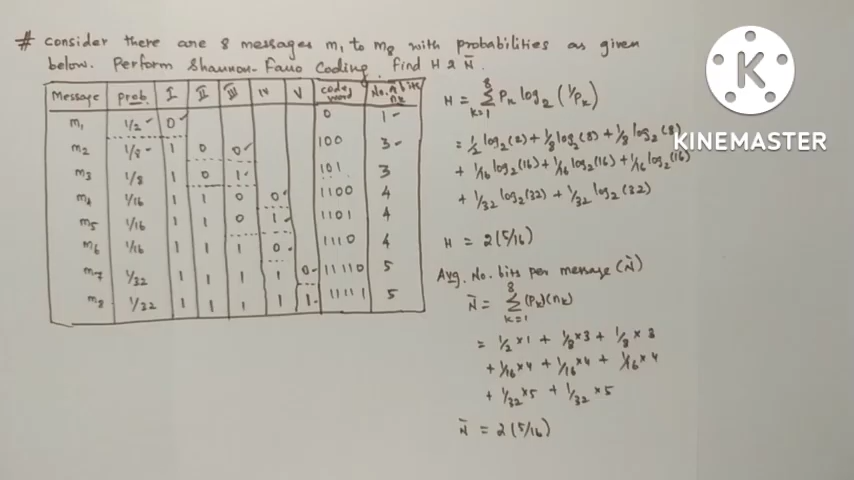 # Consider there are 8 messages m1 to m8 with probabilities as given
below. Perform Shannon-Fano Coding. Find H & N̄.
Message Prob. I II III IV V code word No. of bits nk
m1 1/2 0 0 1
m2 1/8 1 0 0 100 3
m3 1/8 1 0 1 101 3
m4 1/16 1 1 0 0 1100 4
m5 1/16 1 1 0 1 1101 4
m6 1/16 1 1 1 0 1110 4
m7 1/32 1 1 1 1 0 11110 5
m8 1/32 1 1 1 1 1 11111 5
H = 8∑k=1 Pk log2 (1/Pk)
= 1/2 log2(2) + 1/8 log2(8) + 1/8 log2(8)
+ 1/16 log2(16) + 1/16 log2(16) + 1/16 log2(16)
+ 1/32 log2(32) + 1/32 log2(32)
H = 2(5/16)
Avg. No. bits per message (N̄)
N̄ = 8∑k=1 (Pk)(nk)
= 1/2 × 1 + 1/8 × 3 + 1/8 × 3
+ 1/16 × 4 + 1/16 × 4 + 1/16 × 4
+ 1/32 × 5 + 1/32 × 5
N̄ = 2(5/16)
K
KINEMASTER